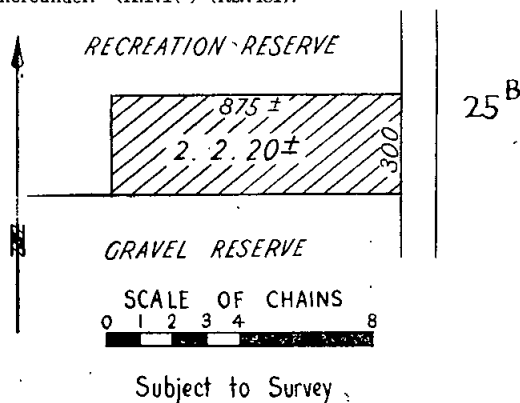 RECREATION RESERVE
25B
875 ±
2. 2. 20±
300
N
GRAVEL RESERVE
SCALE OF CHAINS
0 1 2 3 4 8
Subject to Survey